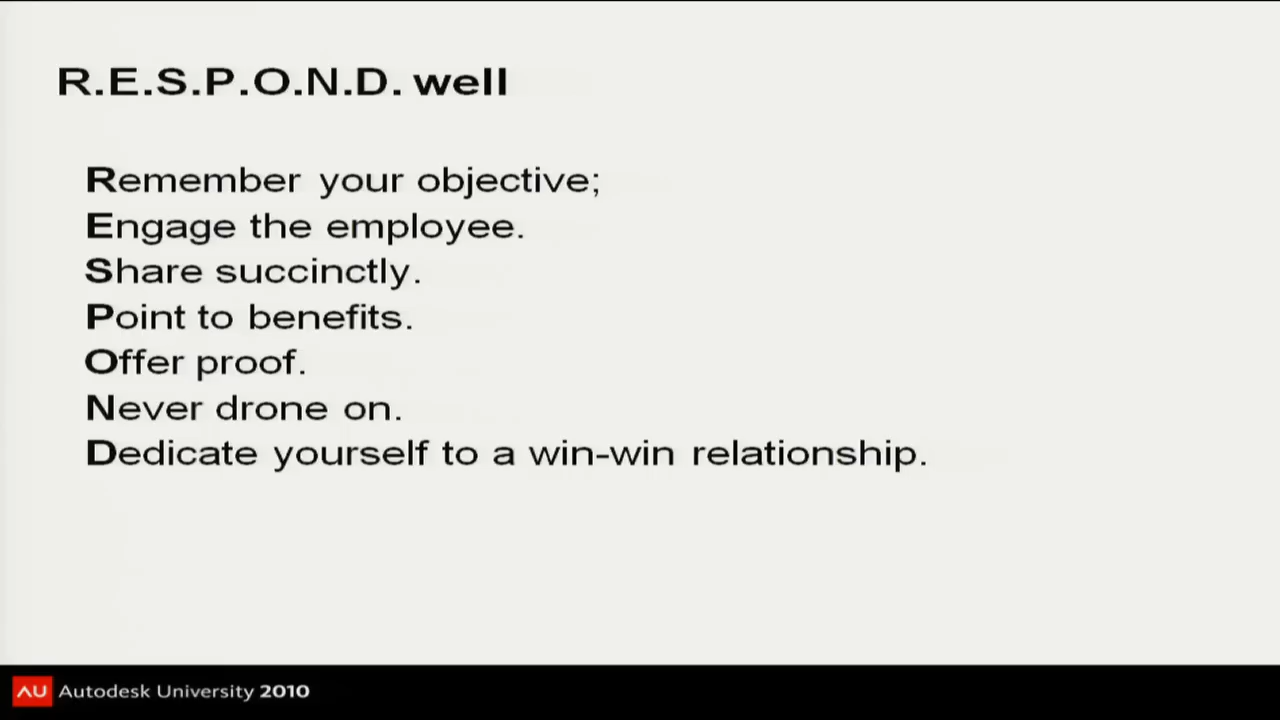 R.E.S.P.O.N.D. well
Remember your objective;
Engage the employee.
Share succinctly.
Point to benefits.
Offer proof.
Never drone on.
Dedicate yourself to a win-win relationship.
AU Autodesk University 2010